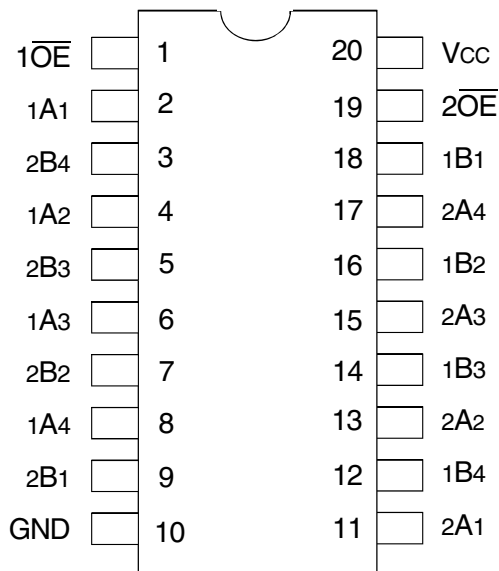 1O̅E̅ 1 20 VCC
1A1 2 19 2O̅E̅
2B4 3 18 1B1
1A2 4 17 2A4
2B3 5 16 1B2
1A3 6 15 2A3
2B2 7 14 1B3
1A4 8 13 2A2
2B1 9 12 1B4
GND 10 11 2A1